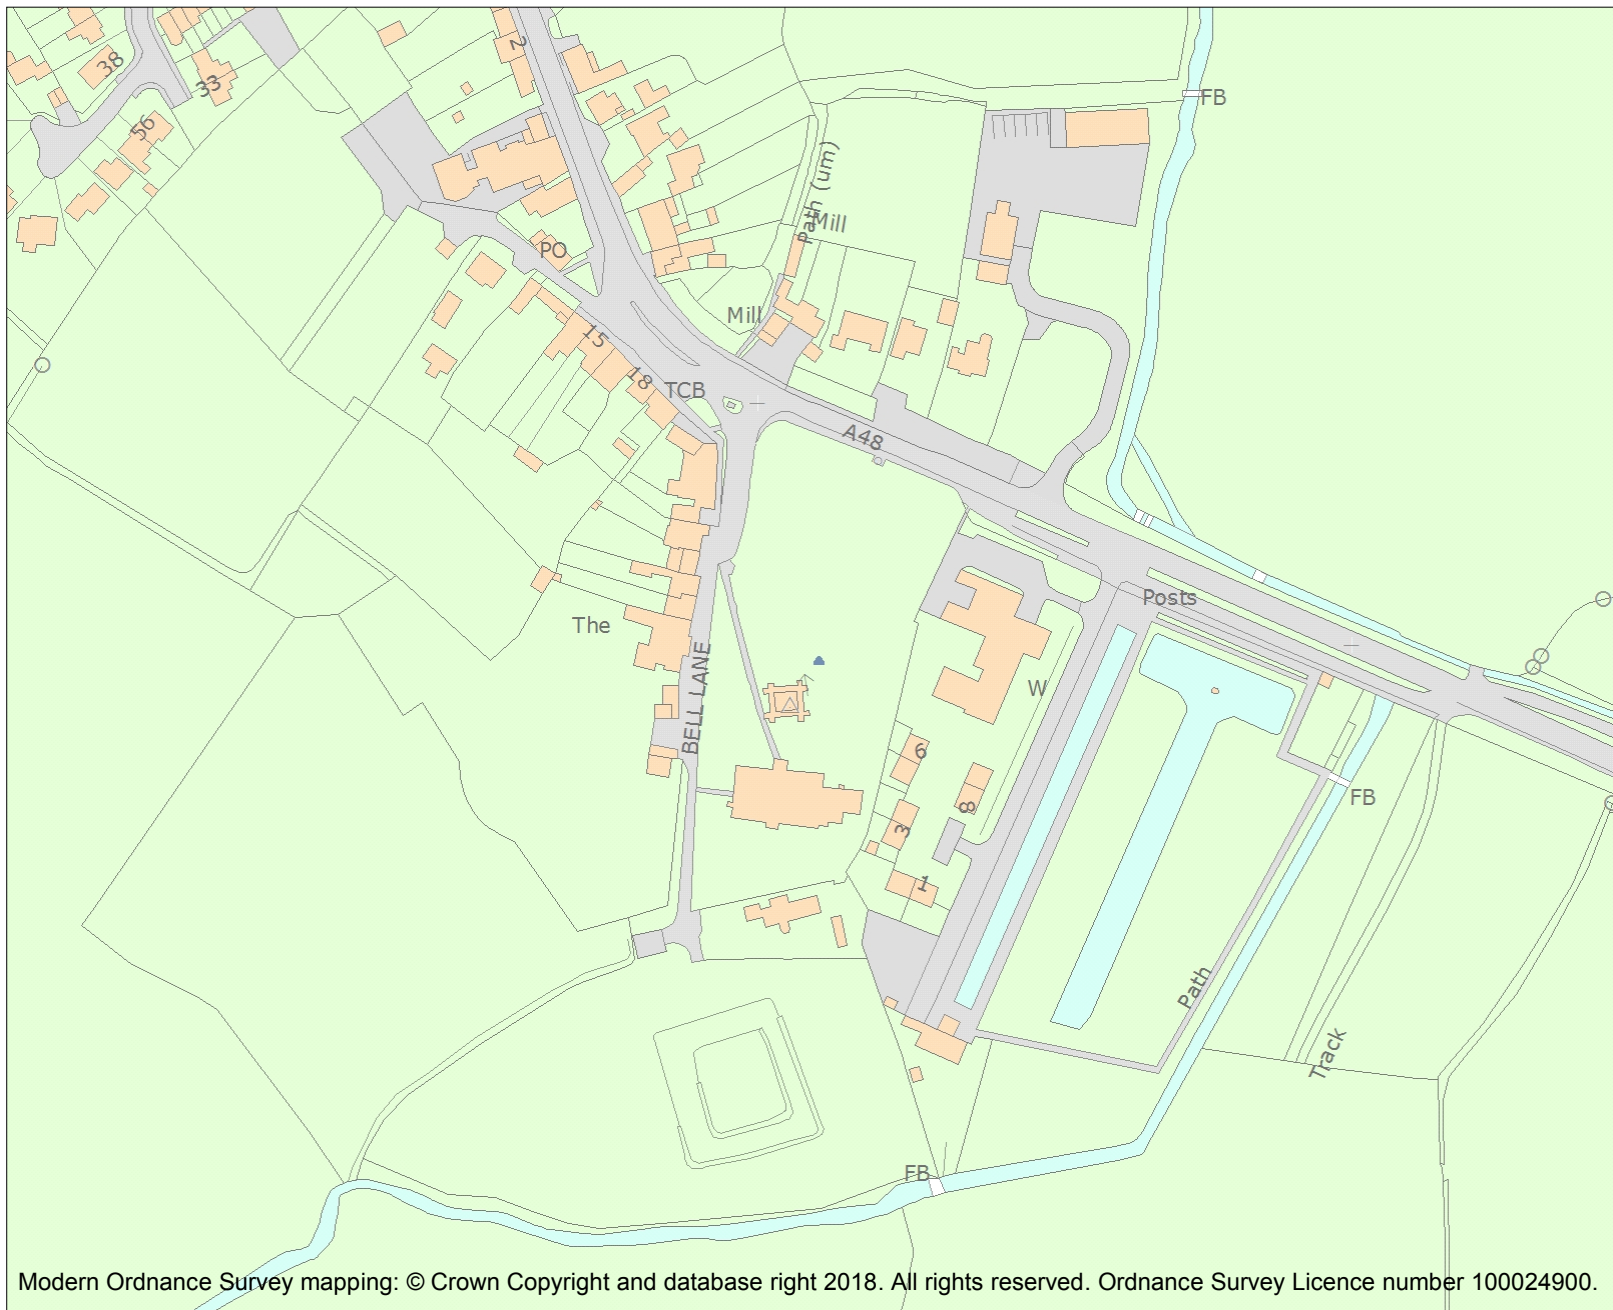 2
38
33
56
FB
Path (um)
Mill
PO
Mill
15
18
TCB
A48
Posts
The
BELL LANE
W
6
8
3
1
FB
Path
Track
FB
Modern Ordnance Survey mapping: © Crown Copyright and database right 2018. All rights reserved. Ordnance Survey Licence number 100024900.